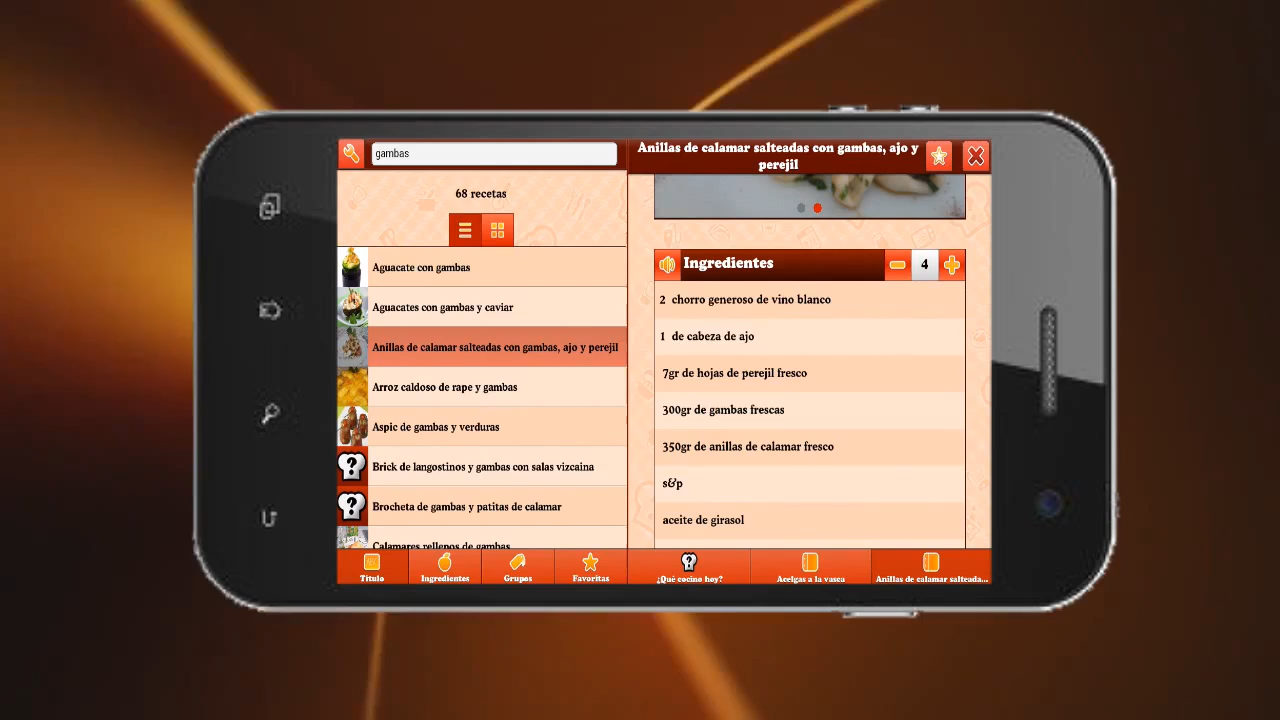 gambas
68 recetas
Aguacate con gambas
Aguacates con gambas y caviar
Anillas de calamar salteadas con gambas, ajo y perejil
Arroz caldoso de rape y gambas
Aspic de gambas y verduras
Brick de langostinos y gambas con salas vizcaina
Brocheta de gambas y patitas de calamar
Calamares rellenos de gambas
Título
Ingredientes
Grupos
Favoritas
Anillas de calamar salteadas con gambas, ajo y
perejil
Ingredientes
4
2 chorro generoso de vino blanco
1 de cabeza de ajo
7gr de hojas de perejil fresco
300gr de gambas frescas
350gr de anillas de calamar fresco
s&p
aceite de girasol
¿Qué cocino hoy?
Acelgas a la vasca
Anillas de calamar salteada...